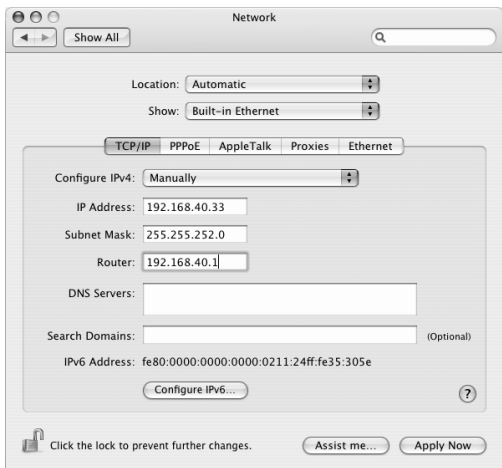 Network
Show All
Location: Automatic
Show: Built-in Ethernet
TCP/IP PPPoE AppleTalk Proxies Ethernet
Configure IPv4: Manually
IP Address: 192.168.40.33
Subnet Mask: 255.255.252.0
Router: 192.168.40.1
DNS Servers:
Search Domains: (Optional)
IPv6 Address: fe80:0000:0000:0000:0211:24ff:fe35:305e
Configure IPv6...
?
Click the lock to prevent further changes. Assist me... Apply Now